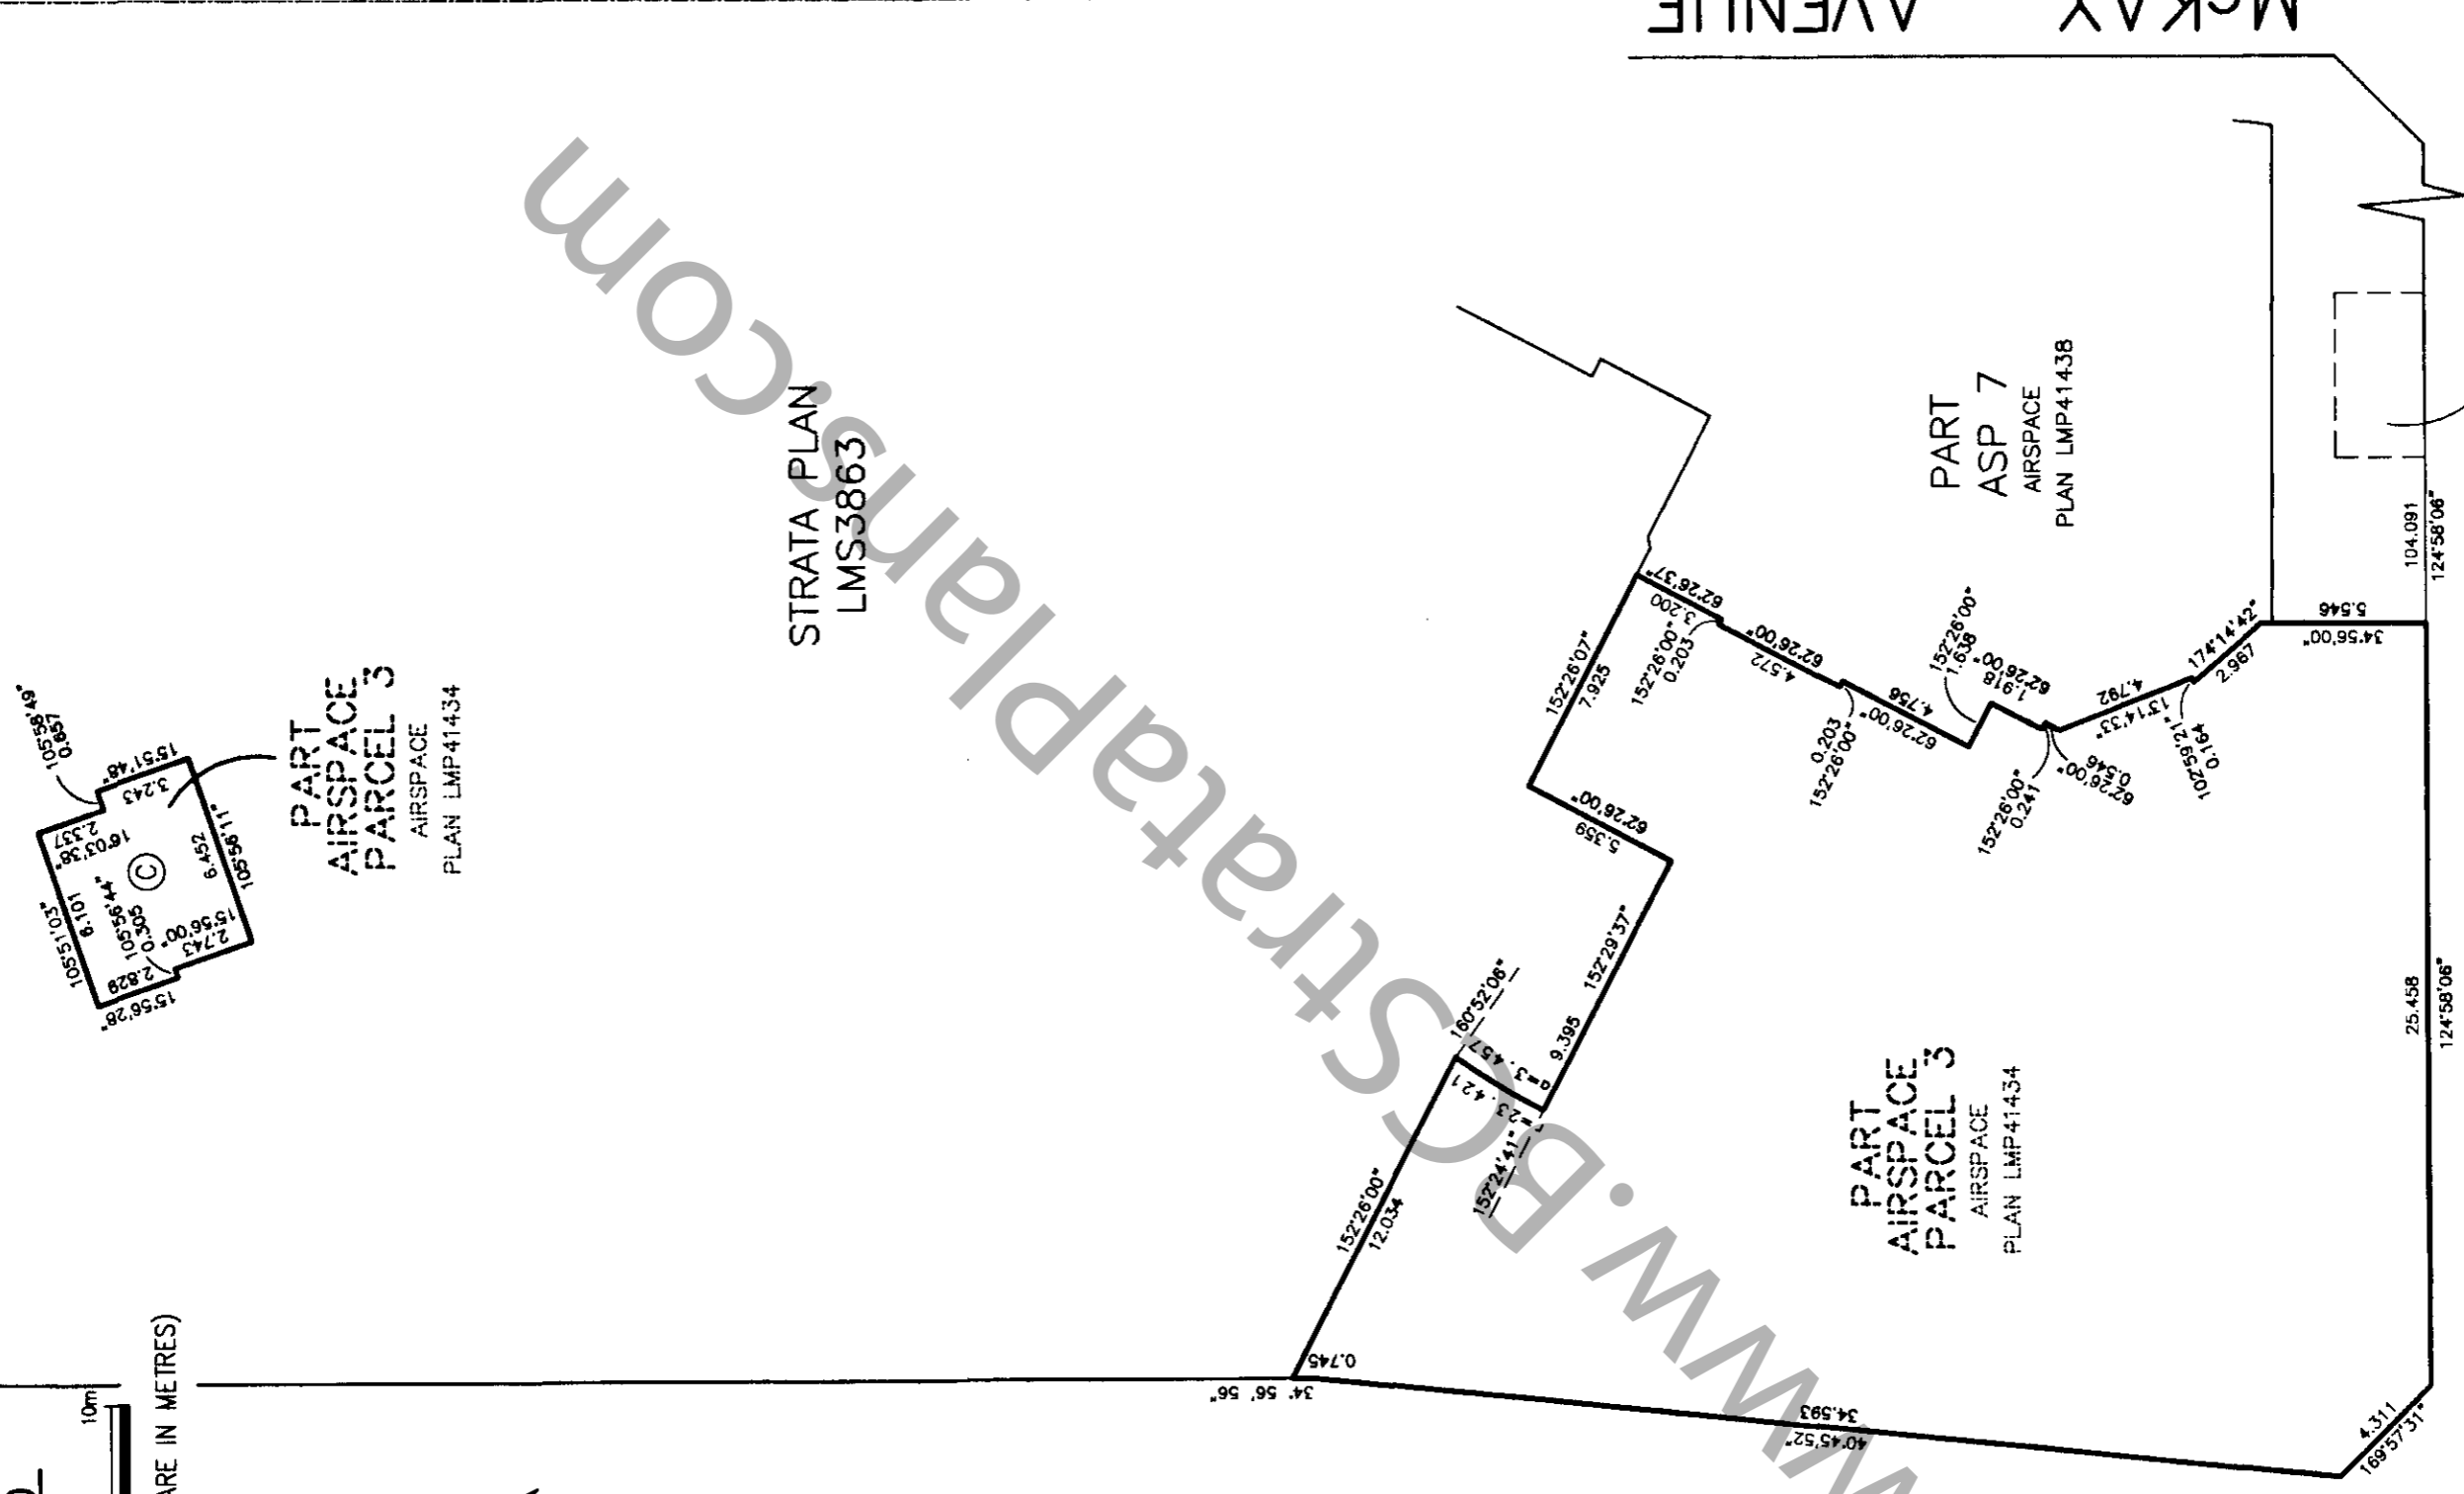 McKAY AVENUE
105°58'49"
0.657
15°51'48"
3.243
2.337
16°03'38"
105°51'03"
6.101
105°56'44"
0.305
C
6.452
105°56'11"
15°56'00"
2.743
2.829
15°56'28"
PART
AIRSPACE
PARCEL 3
AIRSPACE
PLAN LMP41434
STRATA PLAN
LMS3863
PART
ASP 7
AIRSPACE
PLAN LMP41438
62°26'37"
3.200
152°26'07"
7.925
152°26'00"
0.203
62°26'00"
4.572
0.203
152°26'00"
4.756
62°26'00"
152°26'00"
1.638
1.918
62°26'00"
152°26'00"
0.241
0.546
62°26'00"
4.792
13°14'33"
102°59'21"
0.164
174°14'42"
2.967
5.546
34°56'00"
104.091
124°58'06"
62°26'00"
5.359
152°29'37"
9.395
160°52'06"
a=3.457
r=23.421
152°24'41"
152°26'00"
12.034
0.745
34°56'56"
34.593
40°45'52"
4.311
169°57'31"
25.458
124°58'06"
PART
AIRSPACE
PARCEL 3
AIRSPACE
PLAN LMP41434
10m
ARE IN METRES)
www.BCStrataPlans.com